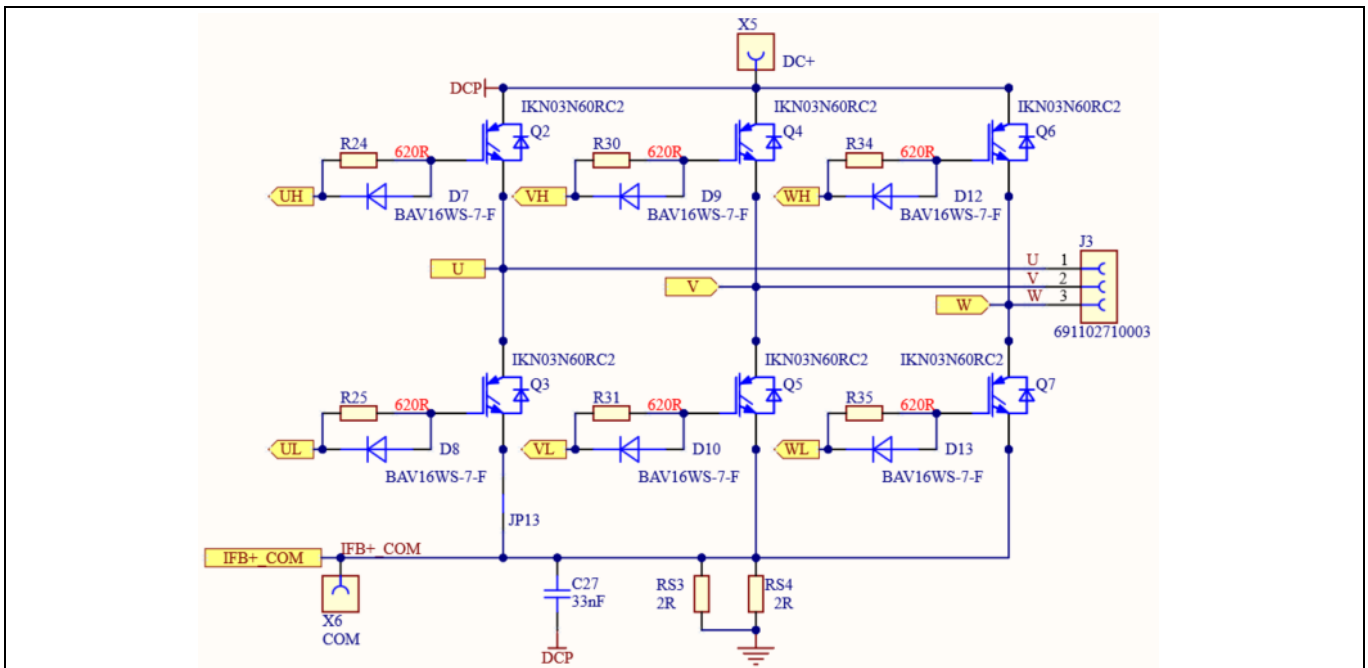 X5
DC+
DCP
IKN03N60RC2 IKN03N60RC2 IKN03N60RC2
Q2 Q4 Q6
R24 620R R30 620R R34 620R
UH D7 VH D9 WH D12
BAV16WS-7-F BAV16WS-7-F BAV16WS-7-F
J3
U U 1
V V 2
W W 3
691102710003
IKN03N60RC2 IKN03N60RC2 IKN03N60RC2
Q3 Q5 Q7
R25 620R R31 620R R35 620R
UL D8 VL D10 WL D13
BAV16WS-7-F BAV16WS-7-F BAV16WS-7-F
JP13
IFB+_COM IFB+_COM
X6
COM
C27
33nF
DCP
RS3
2R
RS4
2R